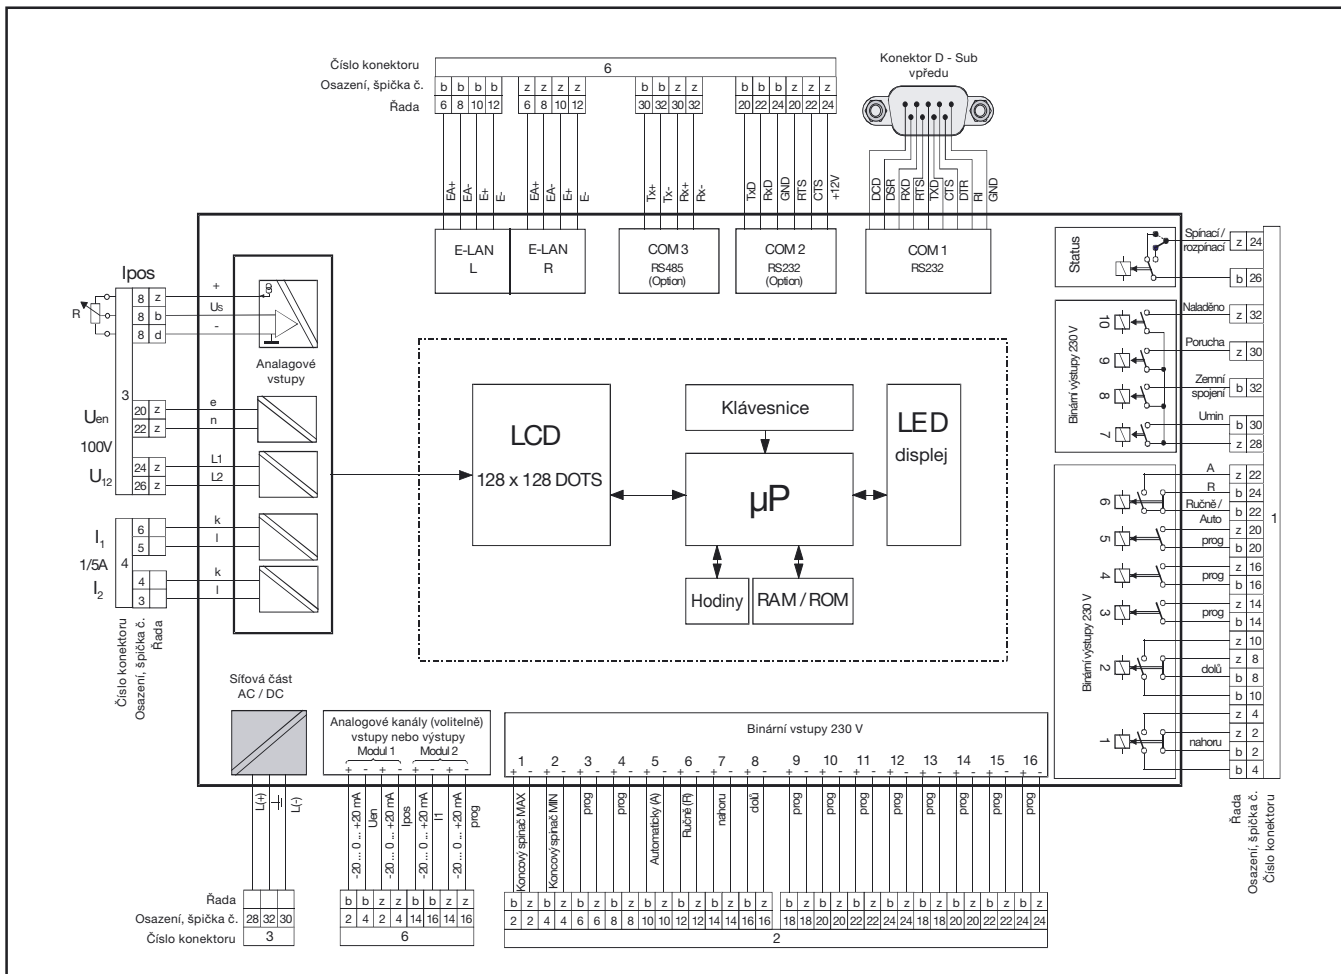 Číslo konektoru
6
Konektor D - Sub
vpředu
Osazení, špička č.
b b b b z z z z b b z z b b b z z z
Řada
6 8 10 12 6 8 10 12 30 32 30 32 20 22 24 20 22 24
EA+ EA- E+ E- EA+ EA- E+ E- Tx+ Tx- Rx+ Rx- TxD RxD GND RTS CTS +12V DCD DSR RXD RTS TXD CTS DTR RI GND
E-LAN
L
E-LAN
R
COM 3
RS485
(Option)
COM 2
RS232
(Option)
COM 1
RS232
Ipos
R
8 z +
8 b Us
8 d -
3
Analagové
vstupy
Uen
20 z e
22 z n
100V
U12
24 z L1
26 z L2
I1
6 k
5 l
1/5A
4
I2
4 k
3 l
Číslo konektoru
Osazení, špička č.
Řada
LCD
128 x 128 DOTS
Klávesnice
µP
LED
displej
Hodiny
RAM / ROM
Status
Spínací /
rozpínací
z 24
b 26
Binární výstupy 230 V
10 Naladěno z 32
9 Porucha z 30
8 Zemní
spojení b 32
7 Umin b 30
z 28
Binární výstupy 230 V
6 A z 22
R b 24
Ručně / b 22
Auto
5 z 20
prog b 20
4 z 16
prog b 16
3 z 14
prog b 14
2 z 10
z 8
dolů b 8
b 10
1 z 4
z 2
nahoru b 2
b 4
1
Řada
Osazení, špička č.
Číslo konektoru
Síťová část
AC / DC
L(+) L(-)
Řada
Osazení, špička č.
28 32 30
Číslo konektoru
3
Analogové kanály (volitelně)
vstupy nebo výstupy
Modul 1 Modul 2
+ - + - + - + -
-20 ... 0 ... +20 mA Uen -20 ... 0 ... +20 mA Ipos -20 ... 0 ... +20 mA I1 -20 ... 0 ... +20 mA prog
b b z z b b z z
2 4 2 4 14 16 14 16
6
Binární vstupy 230 V
1 2 3 4 5 6 7 8 9 10 11 12 13 14 15 16
+ - + - + - + - + - + - + - + - + - + - + - + - + - + - + - + -
Koncový spínač MAX Koncový spínač MIN prog prog Automaticky (A) Ručně (R) nahoru dolů prog prog prog prog prog prog prog prog
b z b z b z b z b z b z b z b z b z b z b z b z b z b z b z b z
2 2 4 4 6 6 8 8 10 10 12 12 14 14 16 16 18 18 20 20 22 22 24 24 18 18 20 20 22 22 24 24
2